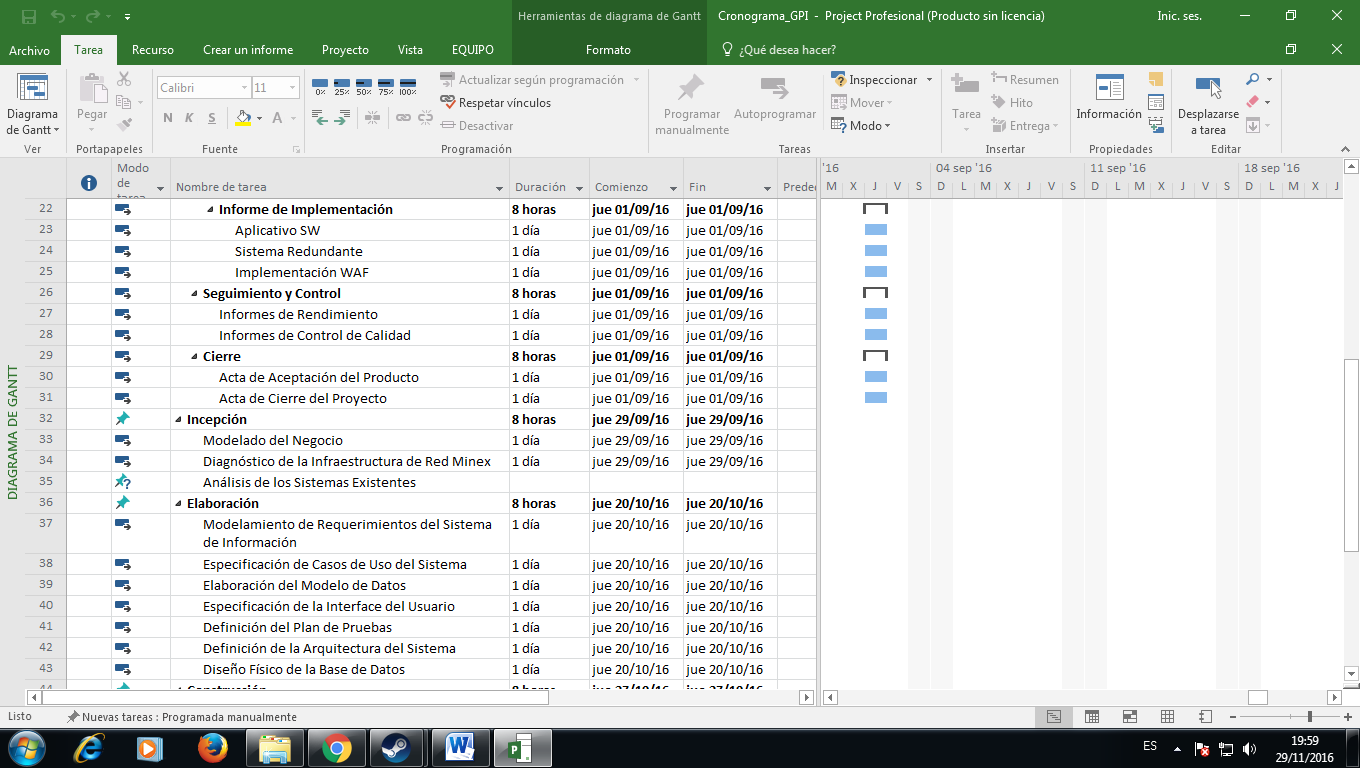 Herramientas de diagrama de Gantt
Cronograma_GPI - Project Profesional (Producto sin licencia)
Inic. ses.
Archivo Tarea Recurso Crear un informe Proyecto Vista EQUIPO Formato ¿Qué desea hacer?
Diagrama de Gantt
Ver
Pegar
Portapapeles
Calibri 11
N K S A
Fuente
0% 25% 50% 75% 100%
Actualizar según programación
Respetar vínculos
Desactivar
Programación
Programar manualmente
Autoprogramar
Inspeccionar
Mover
Modo
Tareas
Tarea
Resumen
Hito
Entrega
Insertar
Información
Propiedades
Desplazarse a tarea
Editar
Modo de tarea Nombre de tarea Duración Comienzo Fin Predec
'16 04 sep '16 11 sep '16 18 sep '16
M X J V S D L M X J V S D L M X J V S D L M X J
22 Informe de Implementación 8 horas jue 01/09/16 jue 01/09/16
23 Aplicativo SW 1 día jue 01/09/16 jue 01/09/16
24 Sistema Redundante 1 día jue 01/09/16 jue 01/09/16
25 Implementación WAF 1 día jue 01/09/16 jue 01/09/16
26 Seguimiento y Control 8 horas jue 01/09/16 jue 01/09/16
27 Informes de Rendimiento 1 día jue 01/09/16 jue 01/09/16
28 Informes de Control de Calidad 1 día jue 01/09/16 jue 01/09/16
29 Cierre 8 horas jue 01/09/16 jue 01/09/16
30 Acta de Aceptación del Producto 1 día jue 01/09/16 jue 01/09/16
31 Acta de Cierre del Proyecto 1 día jue 01/09/16 jue 01/09/16
32 Incepción 8 horas jue 29/09/16 jue 29/09/16
33 Modelado del Negocio 1 día jue 29/09/16 jue 29/09/16
34 Diagnóstico de la Infraestructura de Red Minex 1 día jue 29/09/16 jue 29/09/16
35 Análisis de los Sistemas Existentes
36 Elaboración 8 horas jue 20/10/16 jue 20/10/16
37 Modelamiento de Requerimientos del Sistema 1 día jue 20/10/16 jue 20/10/16
de Información
38 Especificación de Casos de Uso del Sistema 1 día jue 20/10/16 jue 20/10/16
39 Elaboración del Modelo de Datos 1 día jue 20/10/16 jue 20/10/16
40 Especificación de la Interface del Usuario 1 día jue 20/10/16 jue 20/10/16
41 Definición del Plan de Pruebas 1 día jue 20/10/16 jue 20/10/16
42 Definición de la Arquitectura del Sistema 1 día jue 20/10/16 jue 20/10/16
43 Diseño Físico de la Base de Datos 1 día jue 20/10/16 jue 20/10/16
44 Construcción 8 horas jue 27/10/16 jue 27/10/16
DIAGRAMA DE GANTT
Listo Nuevas tareas : Programada manualmente
ES
19:59
29/11/2016